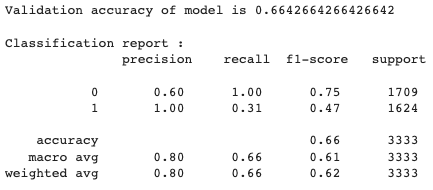 Validation accuracy of model is 0.6642664266426642
Classification report :
precision recall f1-score support
0 0.60 1.00 0.75 1709
1 1.00 0.31 0.47 1624
accuracy 0.66 3333
macro avg 0.80 0.66 0.61 3333
weighted avg 0.80 0.66 0.62 3333